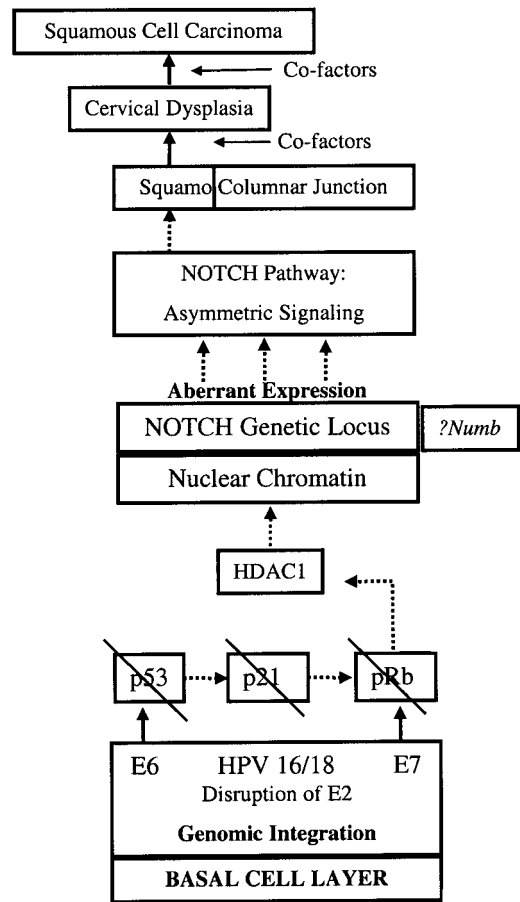 Squamous Cell Carcinoma
Co-factors
Cervical Dysplasia
Co-factors
Squamo Columnar Junction
NOTCH Pathway:
Asymmetric Signaling
Aberrant Expression
NOTCH Genetic Locus
?Numb
Nuclear Chromatin
HDAC1
p53
p21
pRb
E6 HPV 16/18 E7
Disruption of E2
Genomic Integration
BASAL CELL LAYER